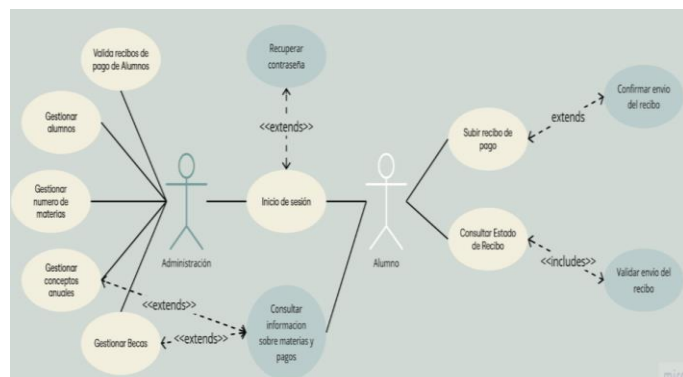 Valida recibos de
pago de Alumnos
Recuperar
contraseña
Confirmar envio
del recibo
Gestionar
alumnos
<<extends>>
extends
Subir recibo de
pago
Gestionar
numero de
materias
Inicio de sesión
Consultar Estado
de Recibo
Administración
Alumno
<<includes>>
Validar envio del
recibo
Gestionar
conceptos
anuales
<<extends>>
Consultar
informacion
sobre materias y
pagos
Gestionar Becas
<<extends>>